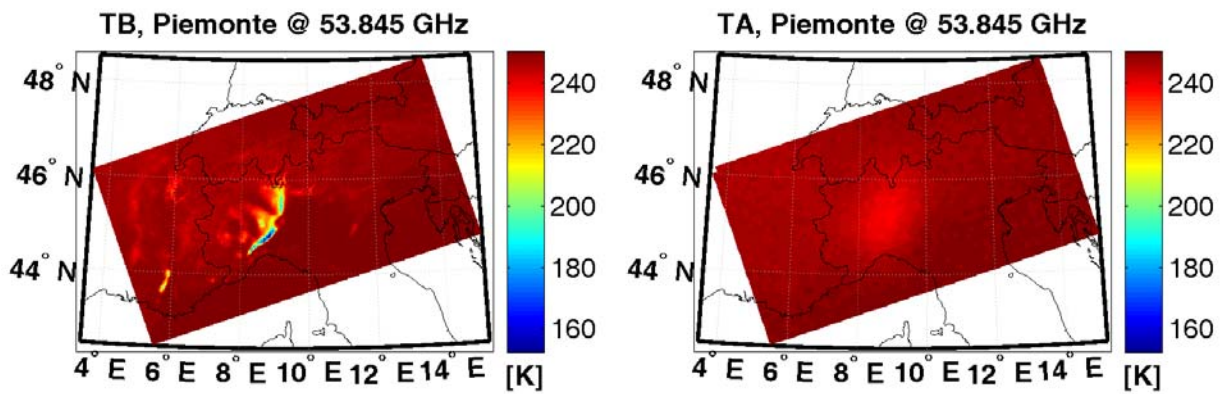 TB, Piemonte @ 53.845 GHz
48° N
46° N
44° N
4° E 6° E 8° E 10° E 12° E 14° E
240
220
200
180
160
[K]
TA, Piemonte @ 53.845 GHz
48° N
46° N
44° N
4° E 6° E 8° E 10° E 12° E 14° E
240
220
200
180
160
[K]